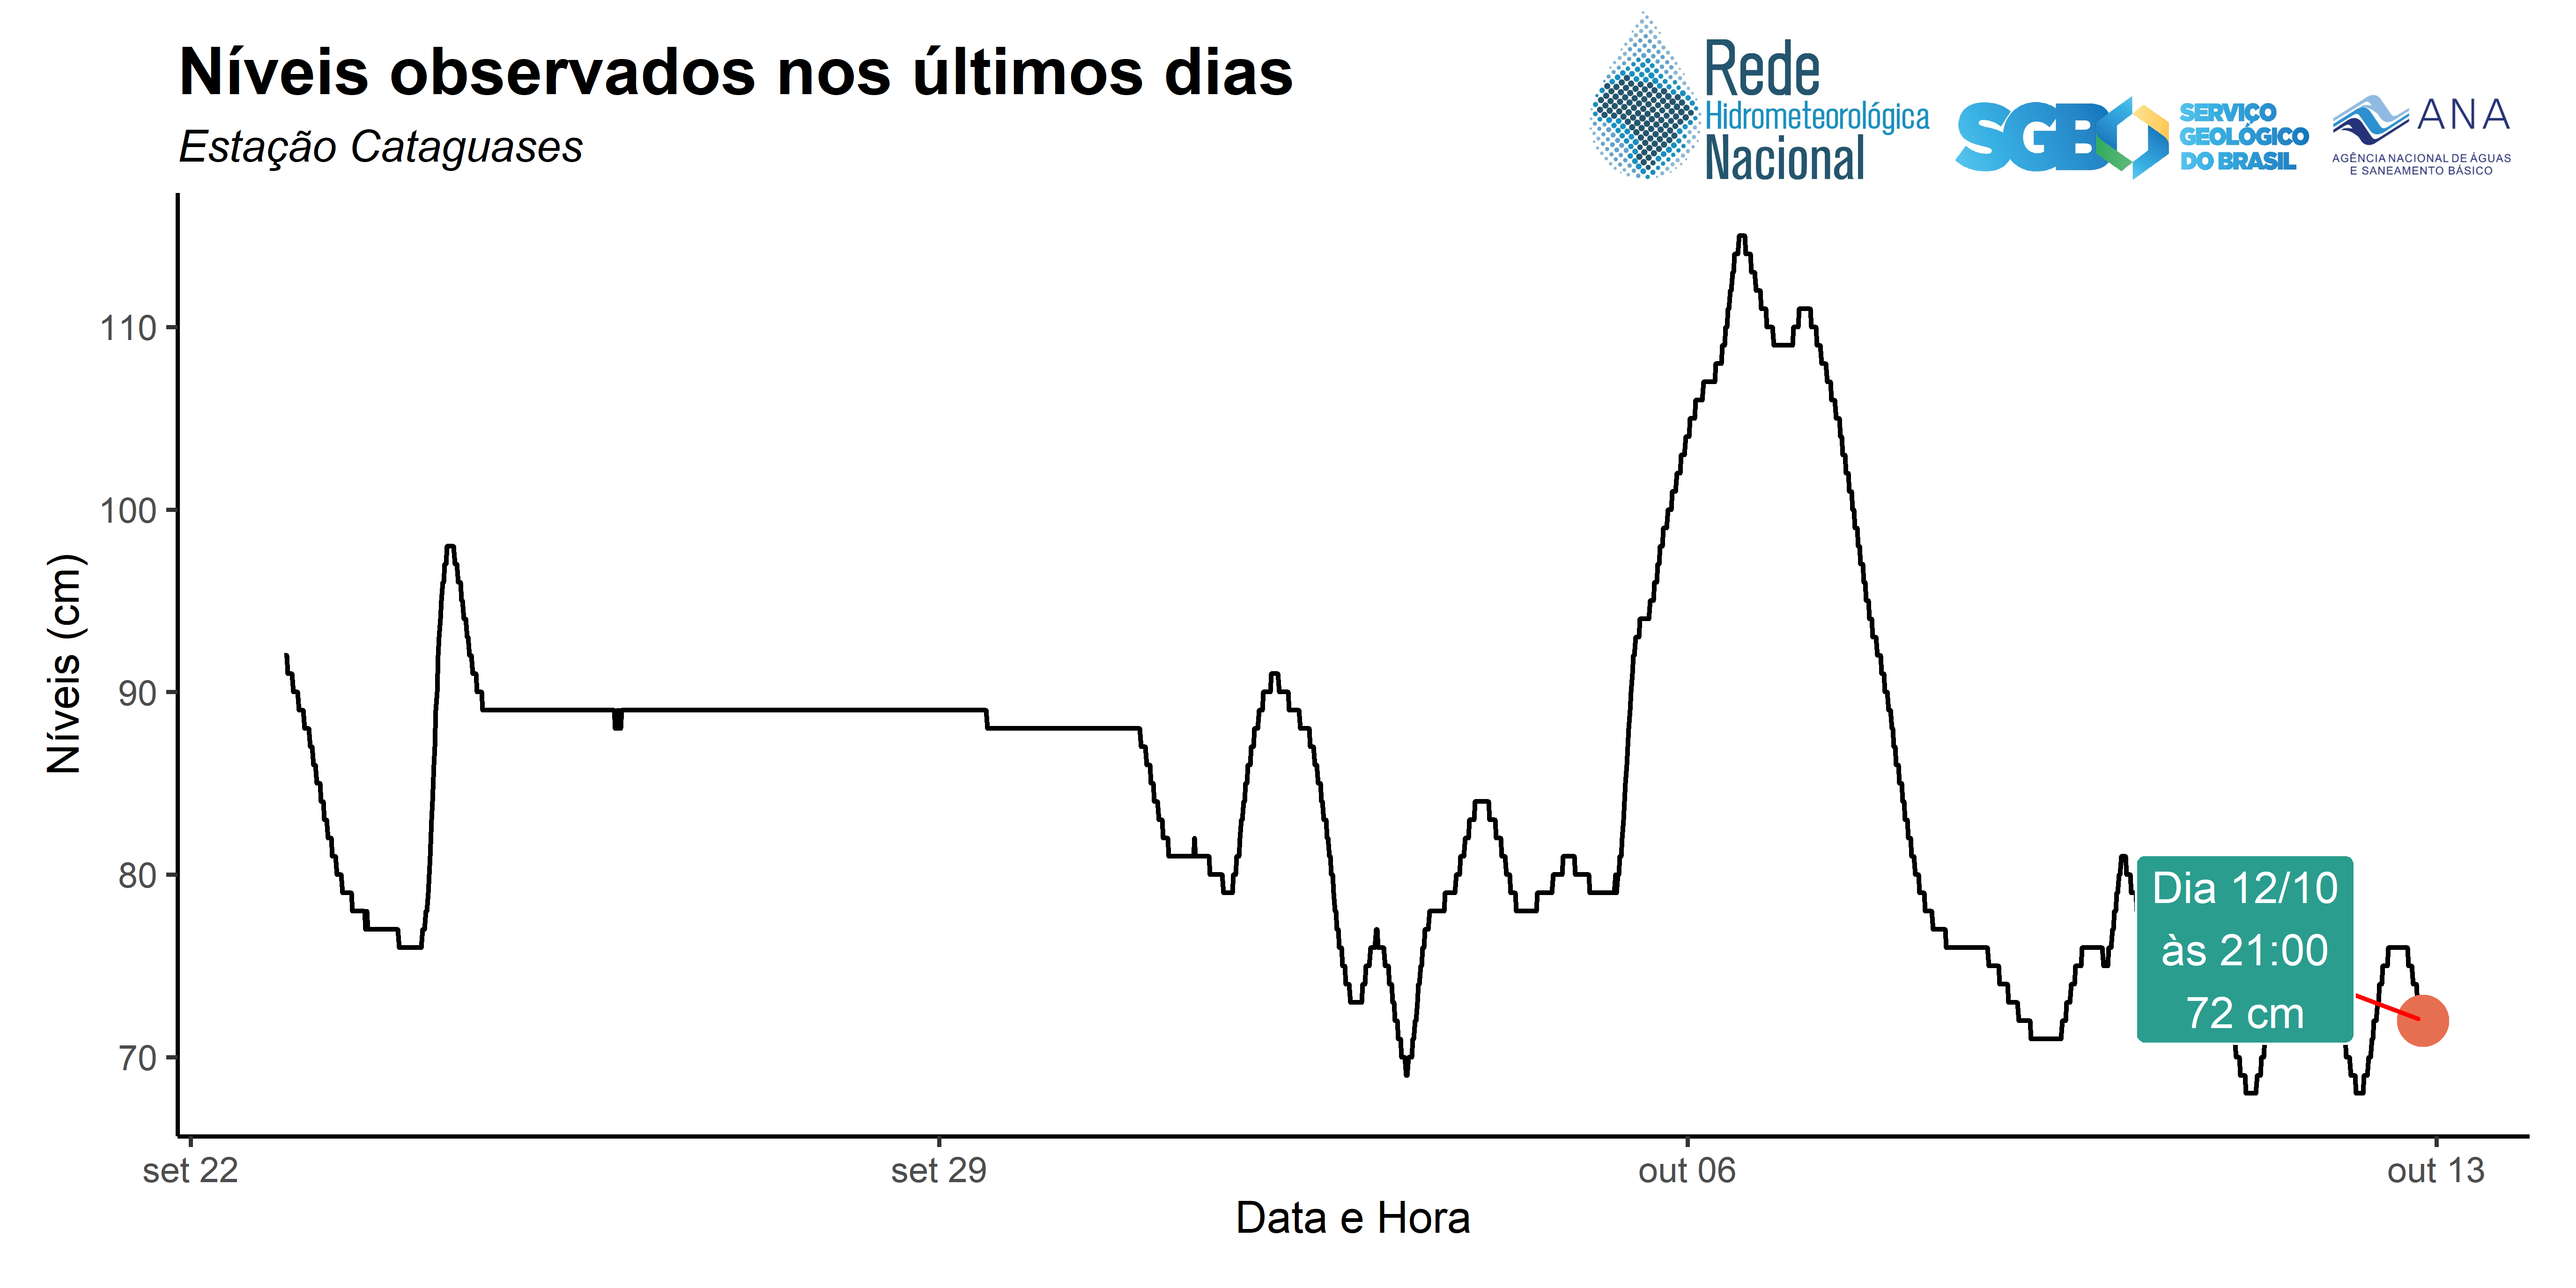 Níveis observados nos últimos dias
Estação Cataguases
Rede
Hidrometeorológica
Nacional
SGB
SERVIÇO
GEOLÓGICO
DO BRASIL
ANA
AGÊNCIA NACIONAL DE ÁGUAS
E SANEAMENTO BÁSICO
Níveis (cm)
110
100
90
80
70
Dia 12/10
às 21:00
72 cm
set 22
set 29
out 06
out 13
Data e Hora